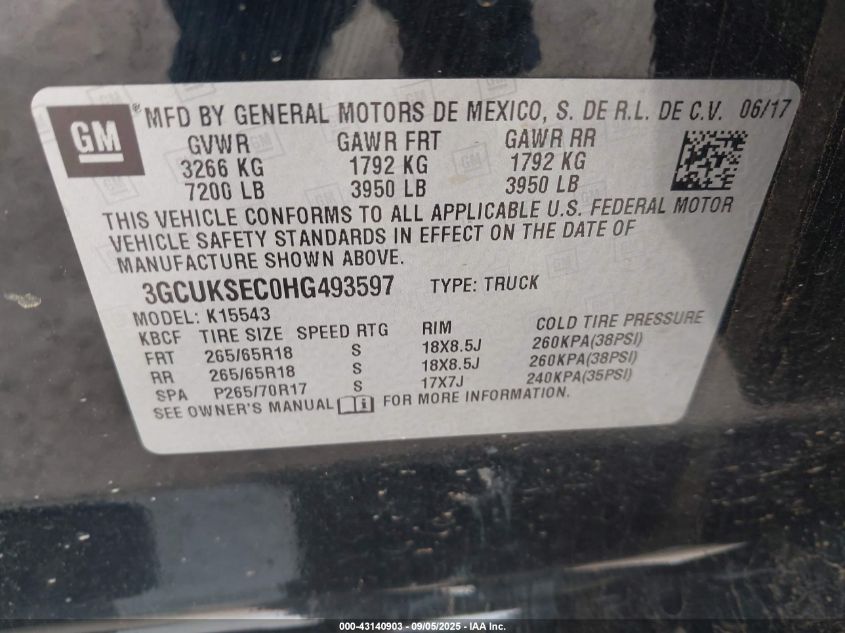 GM ® MFD BY GENERAL MOTORS DE MEXICO, S. DE R.L. DE C.V. 06/17
GVWR GAWR FRT GAWR RR
3266 KG 1792 KG 1792 KG
7200 LB 3950 LB 3950 LB
THIS VEHICLE CONFORMS TO ALL APPLICABLE U.S. FEDERAL MOTOR
VEHICLE SAFETY STANDARDS IN EFFECT ON THE DATE OF
MANUFACTURE SHOWN ABOVE.
3GCUKSEC0HG493597 TYPE: TRUCK
MODEL: K15543
KBCF TIRE SIZE SPEED RTG RIM COLD TIRE PRESSURE
FRT 265/65R18 S 18X8.5J 260KPA(38PSI)
RR 265/65R18 S 18X8.5J 260KPA(38PSI)
SPA P265/70R17 S 17X7J 240KPA(35PSI)
SEE OWNER'S MANUAL i FOR MORE INFORMATION.
000-43140903 - 09/05/2025 - IAA Inc.